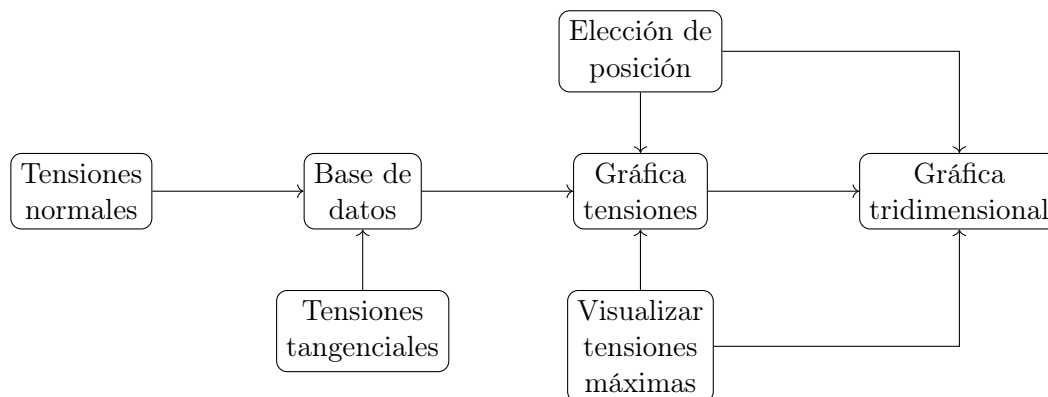 Elección de
posición
Tensiones
normales
Base de
datos
Gráfica
tensiones
Gráfica
tridimensional
Tensiones
tangenciales
Visualizar
tensiones
máximas